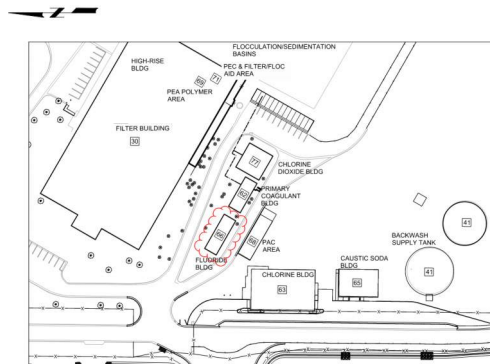 FLOCCULATION/SEDIMENTATION
BASINS
HIGH-RISE
BLDG
PEC & FILTER/FLOC
AID AREA
71
69
PEA POLYMER
AREA
FILTER BUILDING
30
77
CHLORINE
DIOXIDE BLDG
62
PRIMARY
COAGULANT
BLDG
66
FLUORIDE
BLDG
68
PAC
AREA
41
BACKWASH
SUPPLY TANK
41
CAUSTIC SODA
BLDG
65
CHLORINE BLDG
63